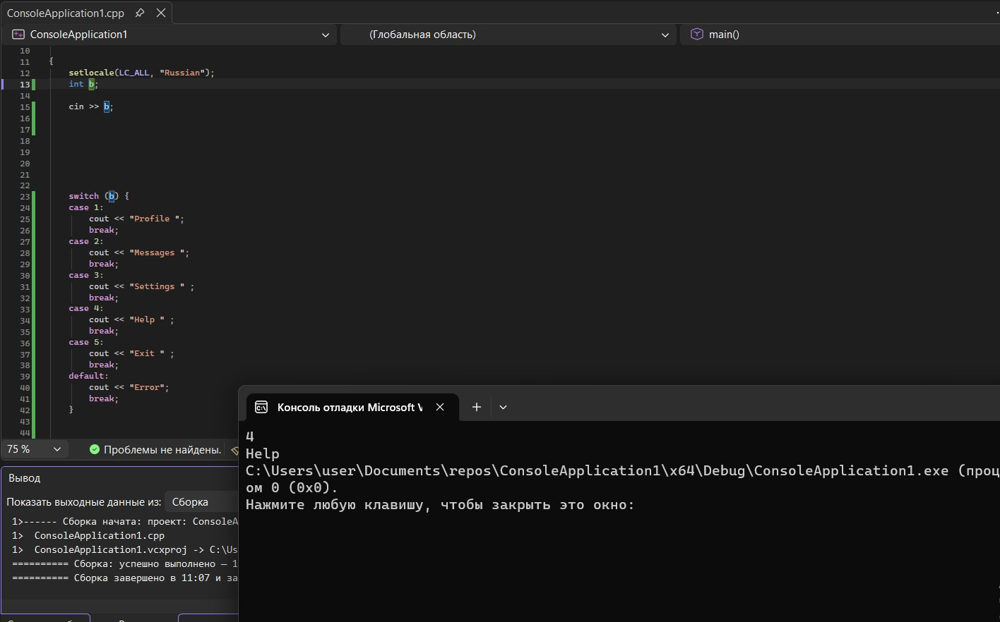 ConsoleApplication1.cpp
ConsoleApplication1
(Глобальная область)
main()
10
11 {
12 setlocale(LC_ALL, "Russian");
13 int b;
14
15 cin >> b;
16
17
18
19
20
21
22
23 switch (b) {
24 case 1:
25 cout << "Profile ";
26 break;
27 case 2:
28 cout << "Messages ";
29 break;
30 case 3:
31 cout << "Settings " ;
32 break;
33 case 4:
34 cout << "Help " ;
35 break;
36 case 5:
37 cout << "Exit " ;
38 break;
39 default:
40 cout << "Error";
41 break;
42 }
43
44
75 %
Проблемы не найдены.
Вывод
Показать выходные данные из: Сборка
1>------ Сборка начата: проект: ConsoleA
1> ConsoleApplication1.cpp
1> ConsoleApplication1.vcxproj -> C:\Us
========== Сборка: успешно выполнено — 1
========== Сборка завершено в 11:07 и за
Консоль отладки Microsoft V
4
Help
C:\Users\user\Documents\repos\ConsoleApplication1\x64\Debug\ConsoleApplication1.exe (проц
ом 0 (0x0).
Нажмите любую клавишу, чтобы закрыть это окно: